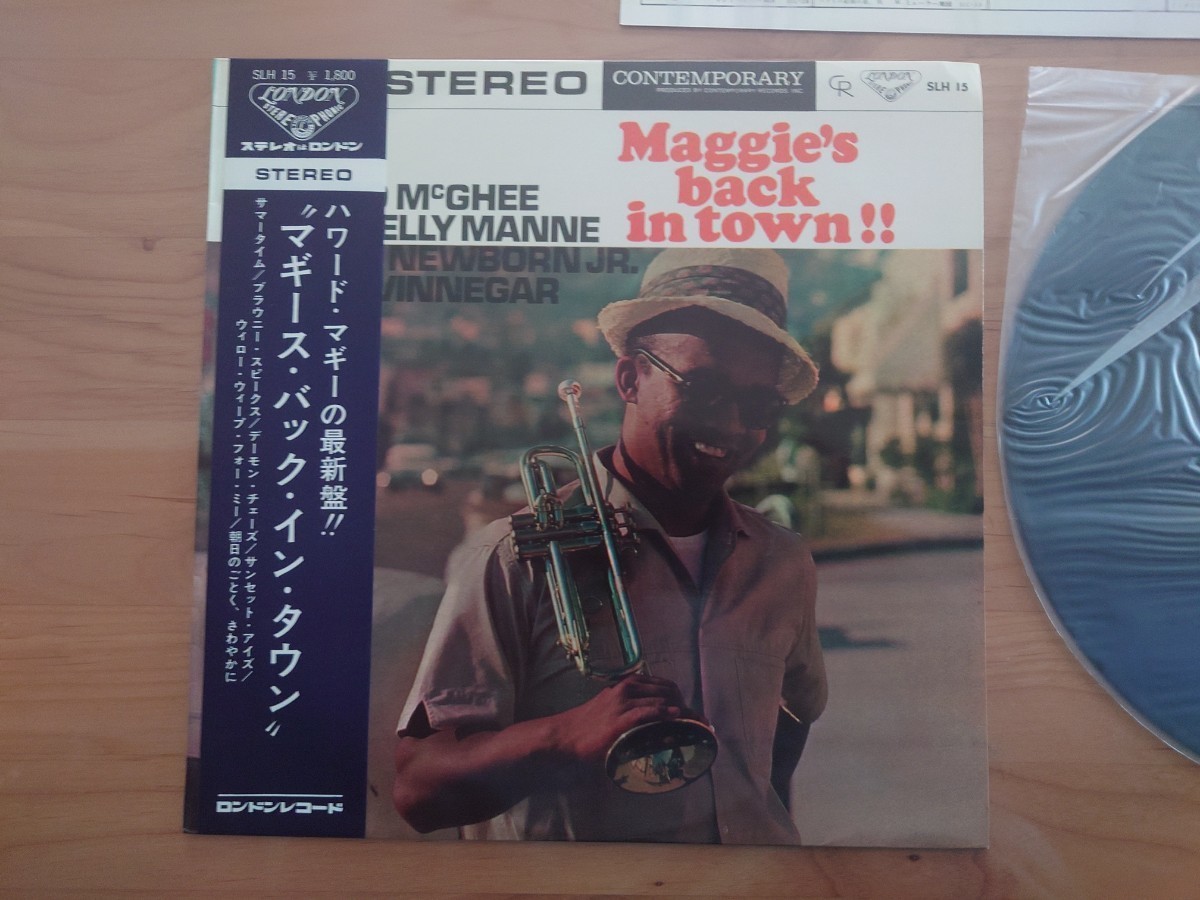 SLH 15 ¥ 1,800
LONDON
STEREOPHONIC
ステレオはロンドン
STEREO
ハワード・マギーの最新盤!!
“マギース・バック・イン・タウン”
サマータイム/ブラウニー・スピークス/デーモン・チェーズ/サンセット・アイズ/
ウィロー・ウィープ・フォー・ミー/朝日のごとく、さわやかに
ロンドンレコード
STEREO
CONTEMPORARY
PRODUCED BY CONTEMPORARY RECORDS, INC.
CR
LONDON
SLH 15
Maggie's
back
in town!!
D McGHEE
ELLY MANNE
NEWBORN JR.
VINNEGAR